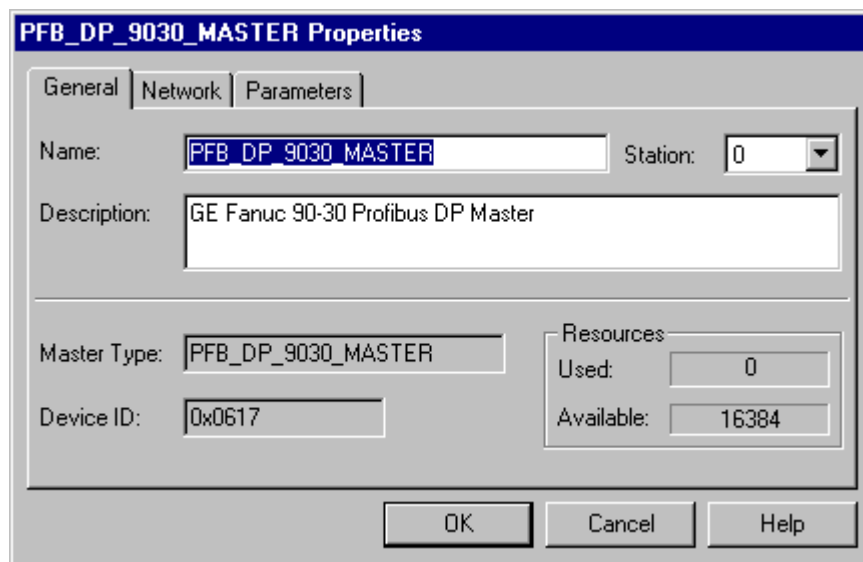 PFB_DP_9030_MASTER Properties
General Network Parameters
Name: PFB_DP_9030_MASTER Station: 0
Description: GE Fanuc 90-30 Profibus DP Master
Resources
Master Type: PFB_DP_9030_MASTER Used: 0
Device ID: 0x0617 Available: 16384
OK Cancel Help